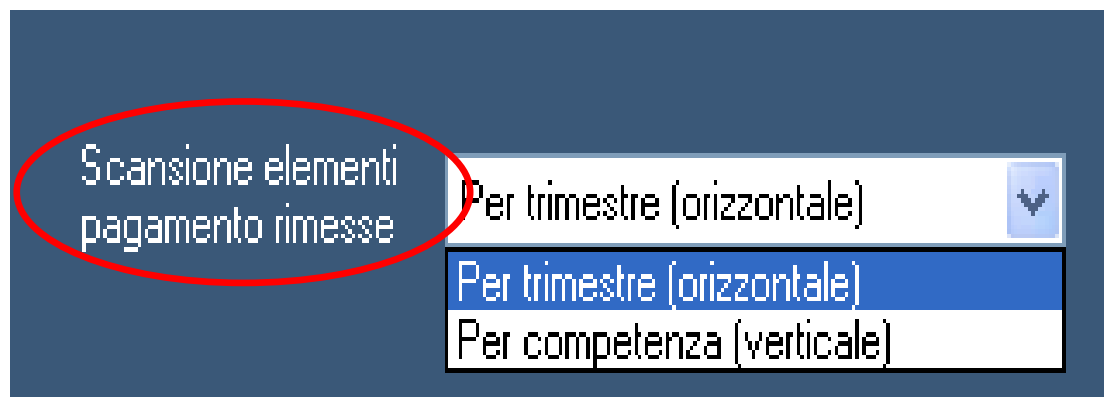 Scansione elementi
pagamento rimesse
Per trimestre (orizzontale)
Per trimestre (orizzontale)
Per competenza (verticale)